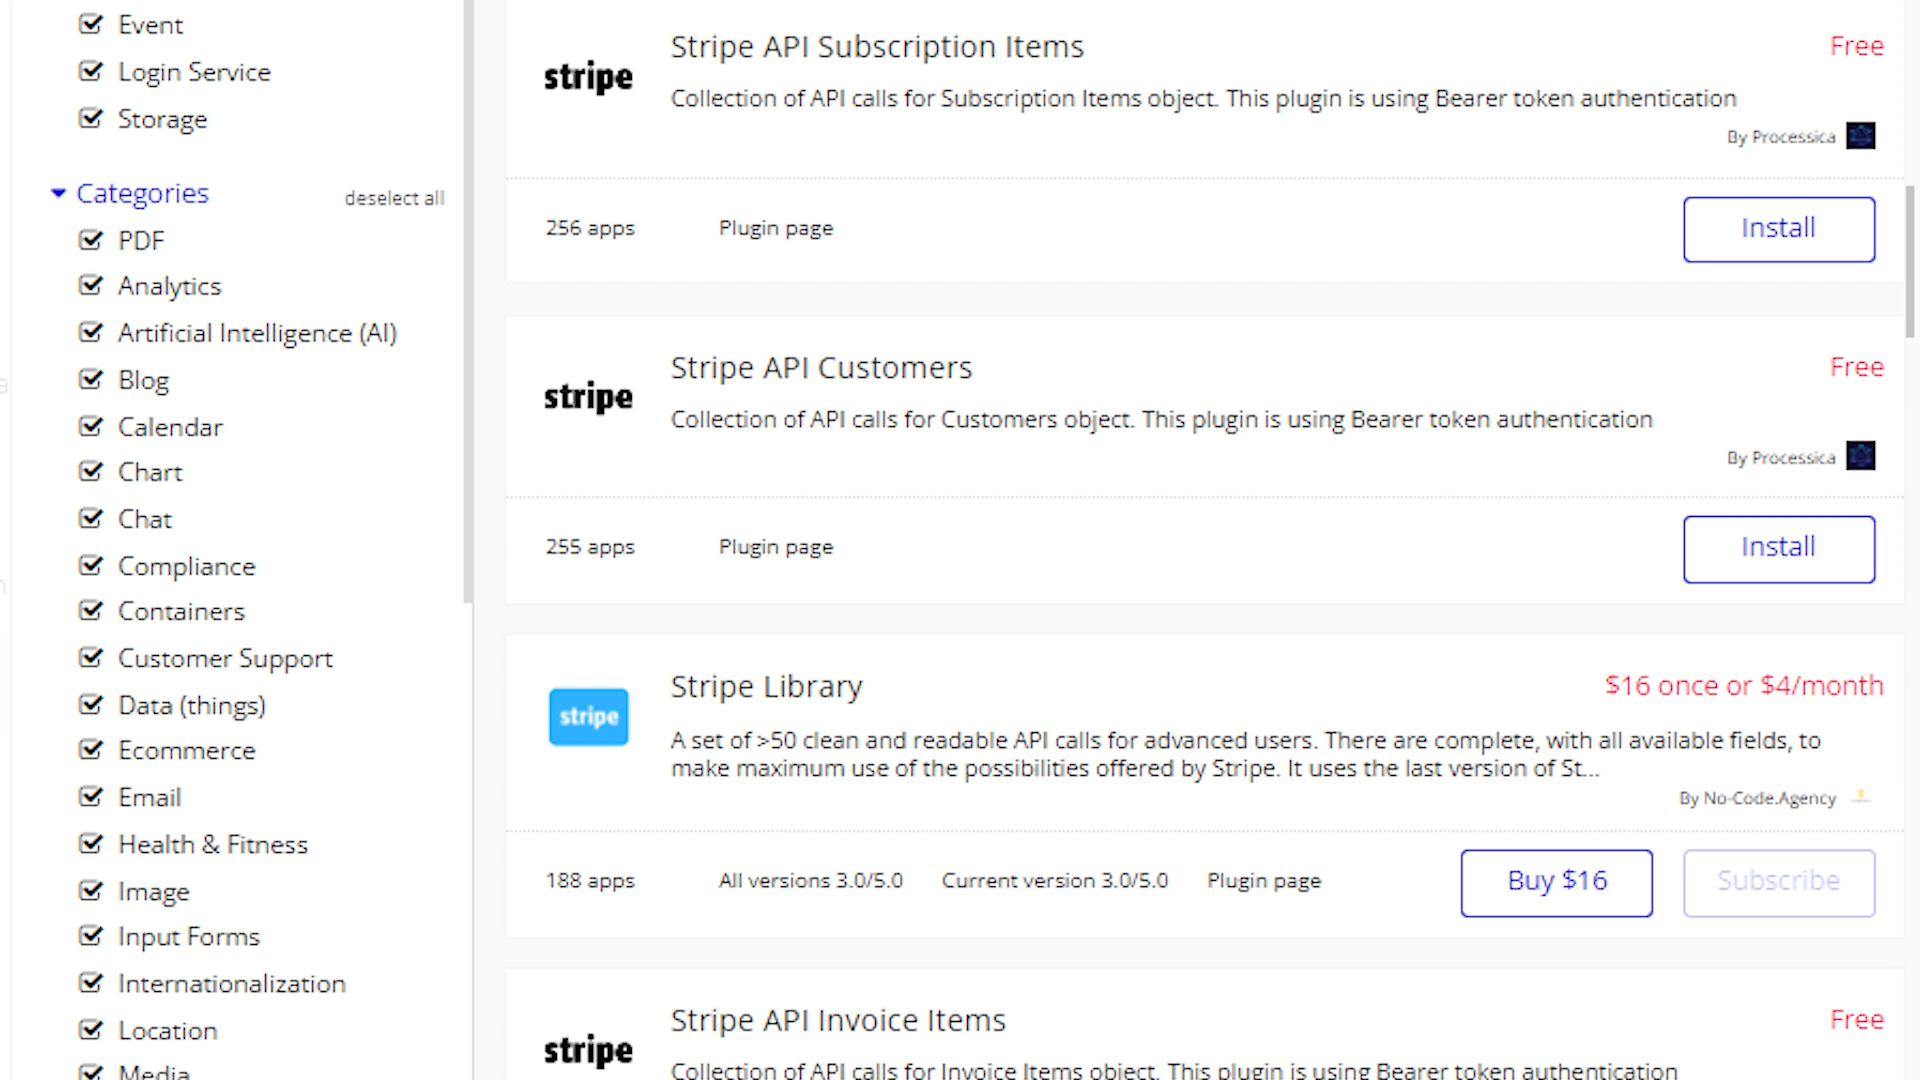 Event
Login Service
Storage
Categories
deselect all
PDF
Analytics
Artificial Intelligence (AI)
Blog
Calendar
Chart
Chat
Compliance
Containers
Customer Support
Data (things)
Ecommerce
Email
Health & Fitness
Image
Input Forms
Internationalization
Location
Media
stripe
Stripe API Subscription Items
Free
Collection of API calls for Subscription Items object. This plugin is using Bearer token authentication
By Processica
256 apps
Plugin page
Install
stripe
Stripe API Customers
Free
Collection of API calls for Customers object. This plugin is using Bearer token authentication
By Processica
255 apps
Plugin page
Install
stripe
Stripe Library
$16 once or $4/month
A set of >50 clean and readable API calls for advanced users. There are complete, with all available fields, to
make maximum use of the possibilities offered by Stripe. It uses the last version of St...
By No-Code.Agency
188 apps
All versions 3.0/5.0
Current version 3.0/5.0
Plugin page
Buy $16
Subscribe
stripe
Stripe API Invoice Items
Free
Collection of API calls for Invoice Items object. This plugin is using Bearer token authentication